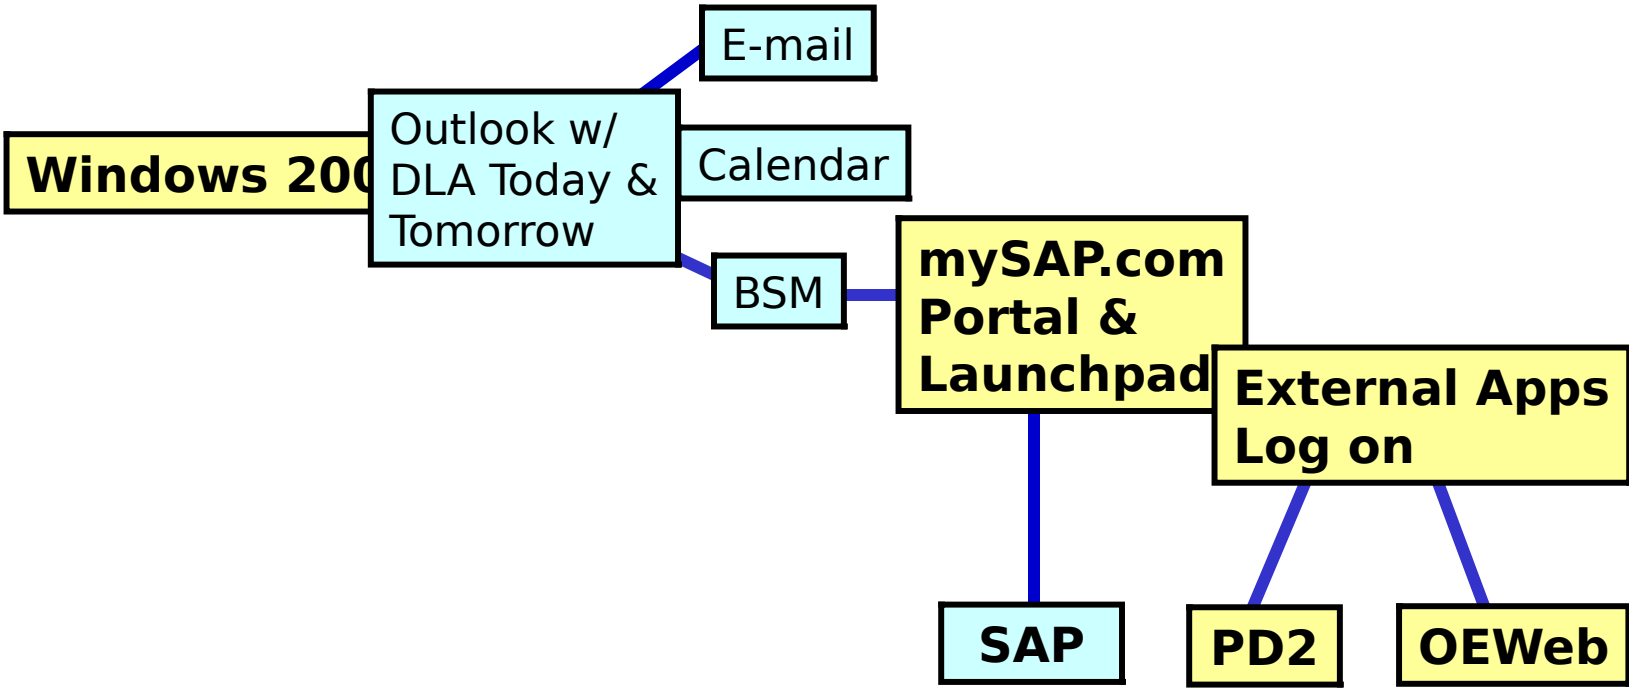 E-mail
Outlook w/
DLA Today &
Tomorrow
Windows 200
Calendar
BSM
mySAP.com
Portal &
Launchpad
External Apps
Log on
SAP
PD2
OEWeb